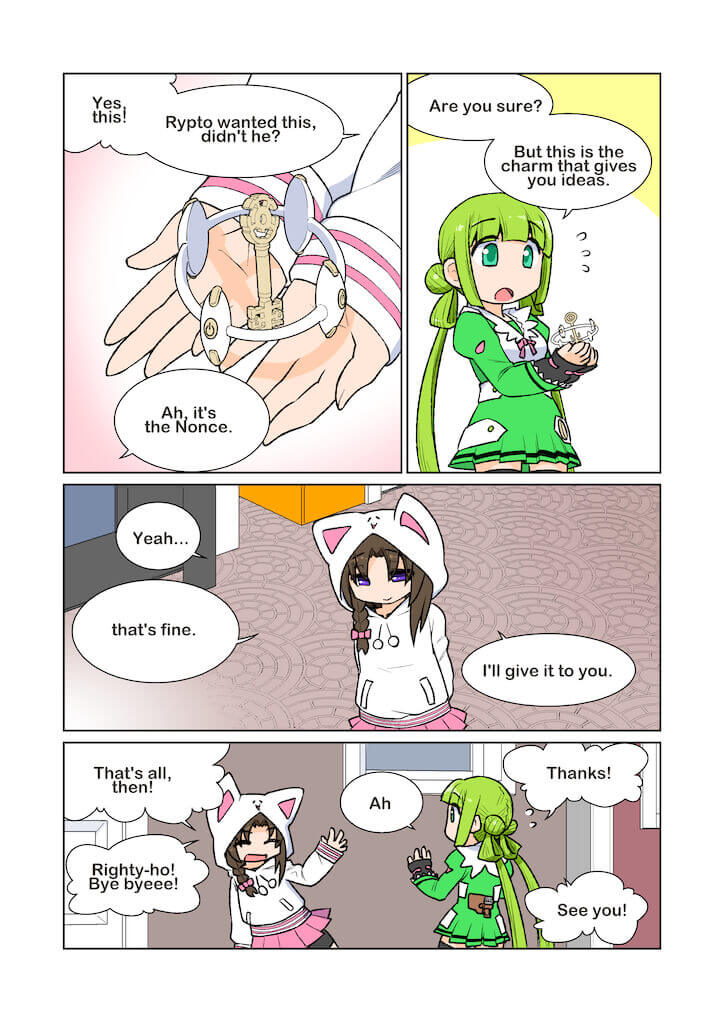 Yes,
this!
Rypto wanted this,
didn't he?
Ah, it's
the Nonce.
Are you sure?
But this is the
charm that gives
you ideas.
Yeah...
that's fine.
I'll give it to you.
That's all,
then!
Righty-ho!
Bye byeee!
Ah
Thanks!
See you!